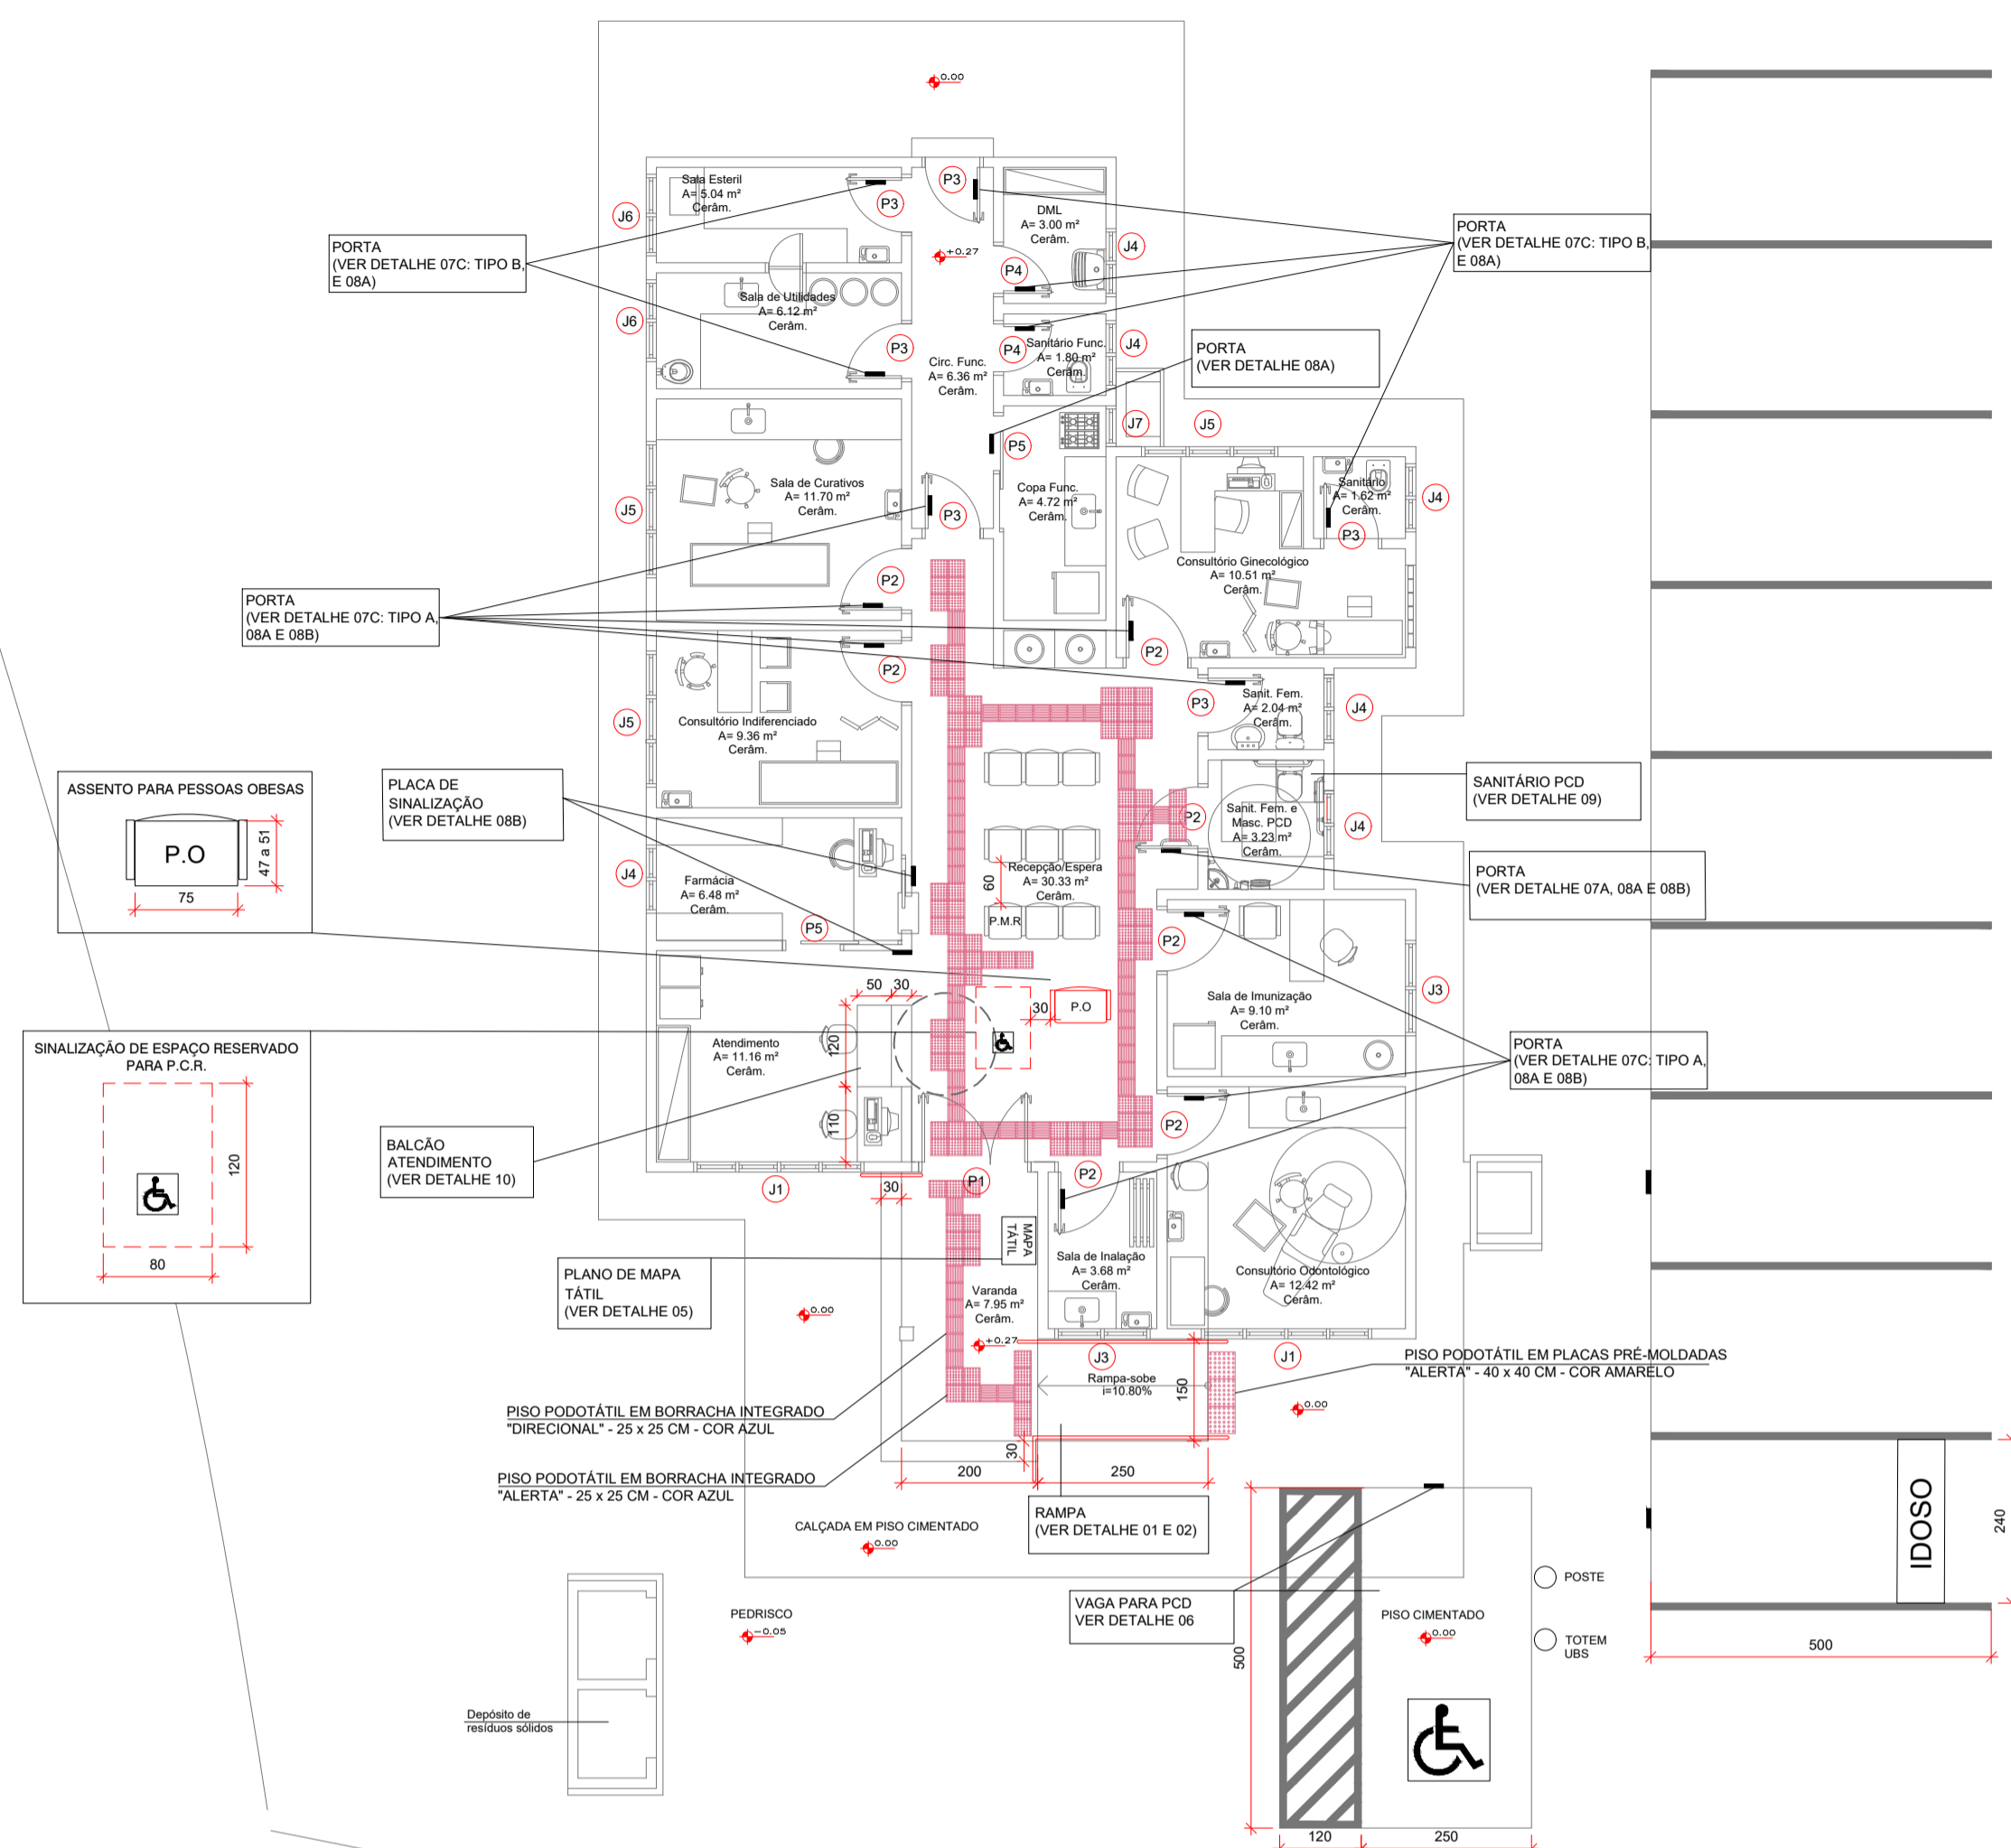 0.00
Sala Esteril
A= 5.04 m²
Cerâm.
P3
P3
DML
A= 3.00 m²
Cerâm.
J6
J4
PORTA
(VER DETALHE 07C: TIPO B,
E 08A)
PORTA
(VER DETALHE 07C: TIPO B,
E 08A)
+0.27
P4
Sala de Utilidades
A= 6.12 m²
Cerâm.
J6
P3
P4
Sanitário Func.
A= 1.80 m²
Cerâm.
J4
Circ. Func.
A= 6.36 m²
Cerâm.
PORTA
(VER DETALHE 08A)
J7
J5
P5
Sala de Curativos
A= 11.70 m²
Cerâm.
J5
P3
Copa Func.
A= 4.72 m²
Cerâm.
Sanitário
A= 1.62 m²
Cerâm.
J4
P3
Consultório Ginecológico
A= 10.51 m²
Cerâm.
P2
PORTA
(VER DETALHE 07C: TIPO A,
08A E 08B)
P2
P2
Consultório Indiferenciado
A= 9.36 m²
Cerâm.
J5
P3
Sanit. Fem.
A= 2.04 m²
Cerâm.
J4
ASSENTO PARA PESSOAS OBESAS
P.O
47 a 51
75
PLACA DE
SINALIZAÇÃO
(VER DETALHE 08B)
SANITÁRIO PCD
(VER DETALHE 09)
P2
Sanit. Fem. e
Masc. PCD
A= 3.23 m²
Cerâm.
J4
PORTA
(VER DETALHE 07A, 08A E 08B)
J4
Farmácia
A= 6.48 m²
Cerâm.
P5
Recepção/Espera
A= 30.33 m²
Cerâm.
60
P.M.R
P2
50
30
30
P.O
Sala de Imunização
A= 9.10 m²
Cerâm.
J3
SINALIZAÇÃO DE ESPAÇO RESERVADO
PARA P.C.R.
120
80
Atendimento
A= 11.16 m²
Cerâm.
120
110
PORTA
(VER DETALHE 07C: TIPO A,
08A E 08B)
BALCÃO
ATENDIMENTO
(VER DETALHE 10)
P2
P2
J1
30
P1
MAPA
TÁTIL
PLANO DE MAPA
TÁTIL
(VER DETALHE 05)
Sala de Inalação
A= 3.68 m²
Cerâm.
Consultório Odontológico
A= 12.42 m²
Cerâm.
Varanda
A= 7.95 m²
Cerâm.
0.00
+0.27
J3
J1
PISO PODOTÁTIL EM PLACAS PRÉ-MOLDADAS
"ALERTA" - 40 x 40 CM - COR AMARELO
Rampa-sobe
i=10.80%
150
0.00
PISO PODOTÁTIL EM BORRACHA INTEGRADO
"DIRECIONAL" - 25 x 25 CM - COR AZUL
30
200
250
PISO PODOTÁTIL EM BORRACHA INTEGRADO
"ALERTA" - 25 x 25 CM - COR AZUL
RAMPA
(VER DETALHE 01 E 02)
CALÇADA EM PISO CIMENTADO
0.00
IDOSO
240
500
POSTE
TOTEM
UBS
VAGA PARA PCD
VER DETALHE 06
PISO CIMENTADO
0.00
PEDRISCO
-0.05
500
Depósito de
resíduos sólidos
120
250